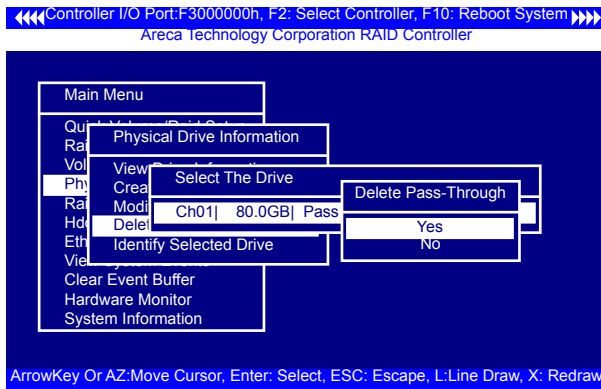 Controller I/O Port:F3000000h, F2: Select Controller, F10: Reboot System
Areca Technology Corporation RAID Controller
Main Menu
Physical Drive Information
Select The Drive
Delete Pass-Through
Ch01| 80.0GB| Pass
Yes
No
Identify Selected Drive
Clear Event Buffer
Hardware Monitor
System Information
ArrowKey Or AZ:Move Cursor, Enter: Select, ESC: Escape, L:Line Draw, X: Redraw